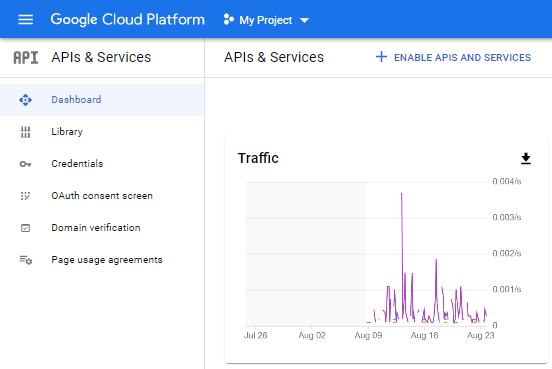 Google Cloud Platform My Project
API APIs & Services
APIs & Services
ENABLE APIS AND SERVICES
Dashboard
Library
Credentials
OAuth consent screen
Domain verification
Page usage agreements
Traffic
0.004/s
0.003/s
0.002/s
0.001/s
0
Jul 26 Aug 02 Aug 09 Aug 16 Aug 23